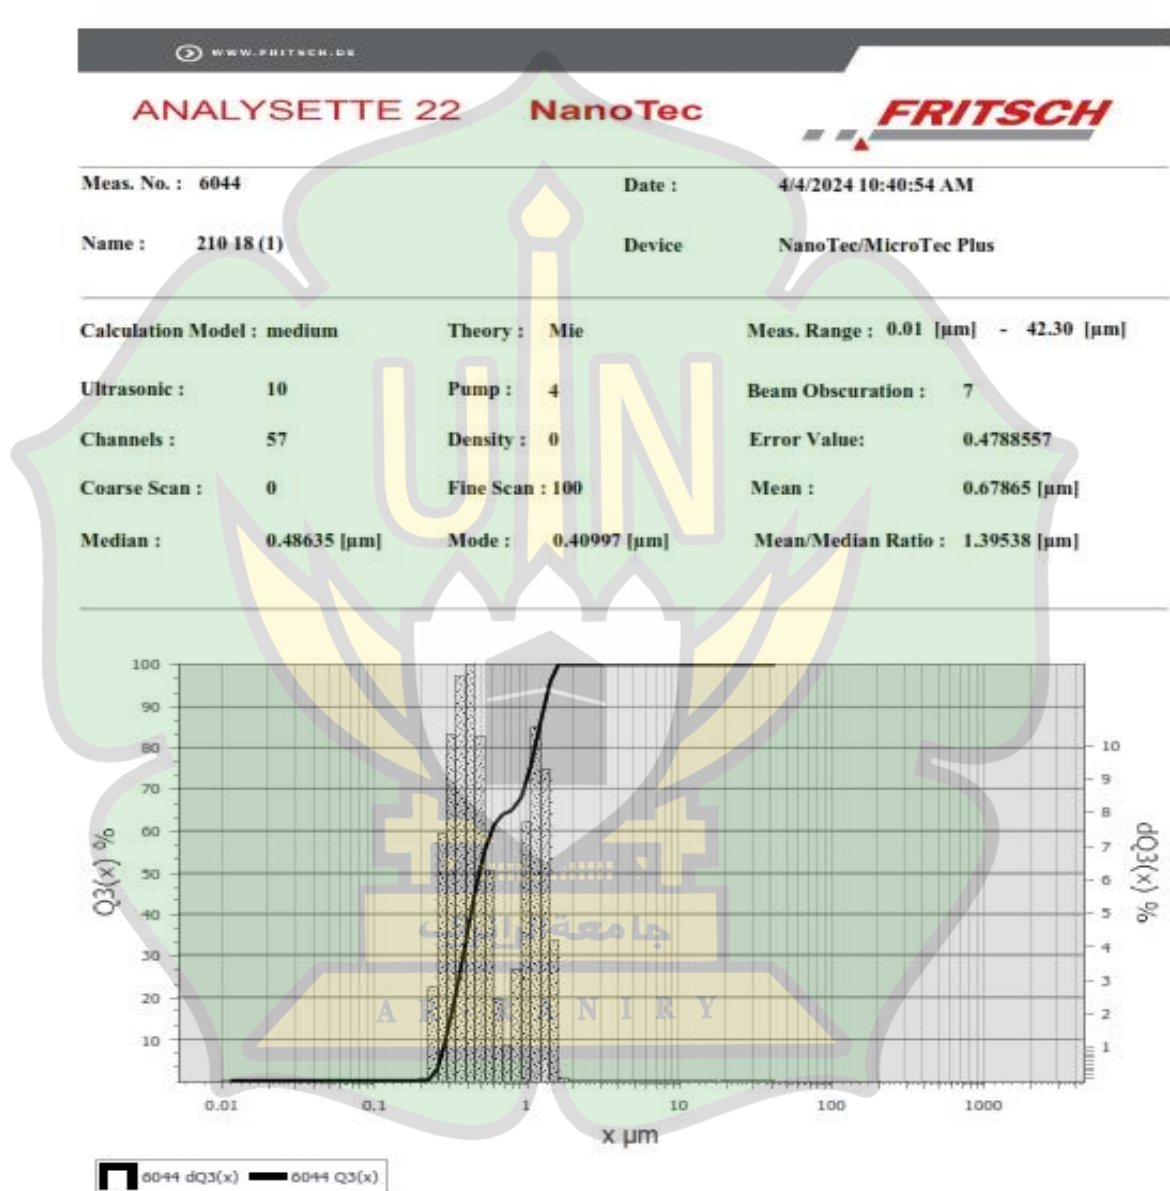 WWW.FRITSCH.DE
ANALYSETTE 22 NanoTec FRITSCH
Meas. No. : 6044 Date : 4/4/2024 10:40:54 AM
Name : 210 18 (1) Device NanoTec/MicroTec Plus
Calculation Model : medium Theory : Mie Meas. Range : 0.01 [µm] - 42.30 [µm]
Ultrasonic : 10 Pump : 4 Beam Obscuration : 7
Channels : 57 Density : 0 Error Value: 0.4788557
Coarse Scan : 0 Fine Scan : 100 Mean : 0.67865 [µm]
Median : 0.48635 [µm] Mode : 0.40997 [µm] Mean/Median Ratio : 1.39538 [µm]
UIN
100
90
80
70
60
50
40
30
20
10
Q3(x) %
10
9
8
7
6
5
4
3
2
1
dQ3(x) %
جامعة الرانيري
AR-RANIRY
0.01 0.1 1 10 100 1000
x µm
6044 dQ3(x) 6044 Q3(x)